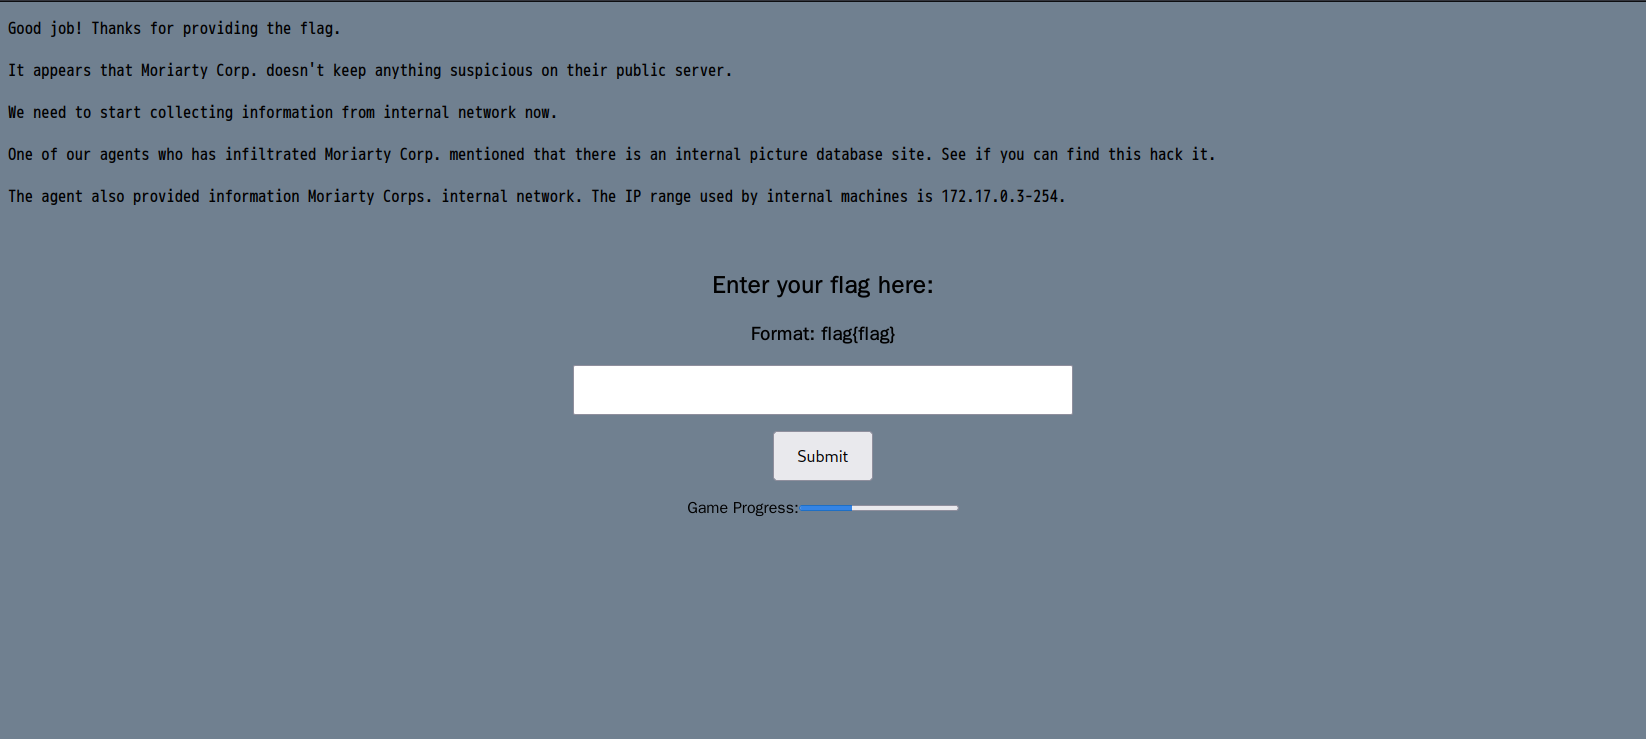 Good job! Thanks for providing the flag.
It appears that Moriarty Corp. doesn't keep anything suspicious on their public server.
We need to start collecting information from internal network now.
One of our agents who has infiltrated Moriarty Corp. mentioned that there is an internal picture database site. See if you can find this hack it.
The agent also provided information Moriarty Corps. internal network. The IP range used by internal machines is 172.17.0.3-254.
Enter your flag here:
Format: flag{flag}
Submit
Game Progress: